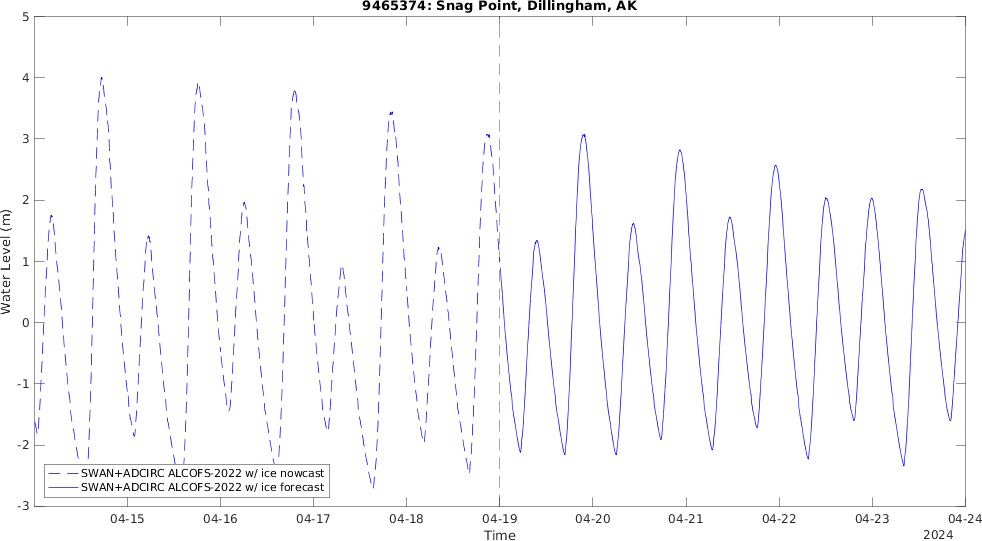 9465374: Snag Point, Dillingham, AK
5
4
3
2
1
0
-1
-2
-3
Water Level (m)
SWAN+ADCIRC ALCOFS-2022 w/ ice nowcast
SWAN+ADCIRC ALCOFS-2022 w/ ice forecast
04-15 04-16 04-17 04-18 04-19 04-20 04-21 04-22 04-23 04-24
Time
2024